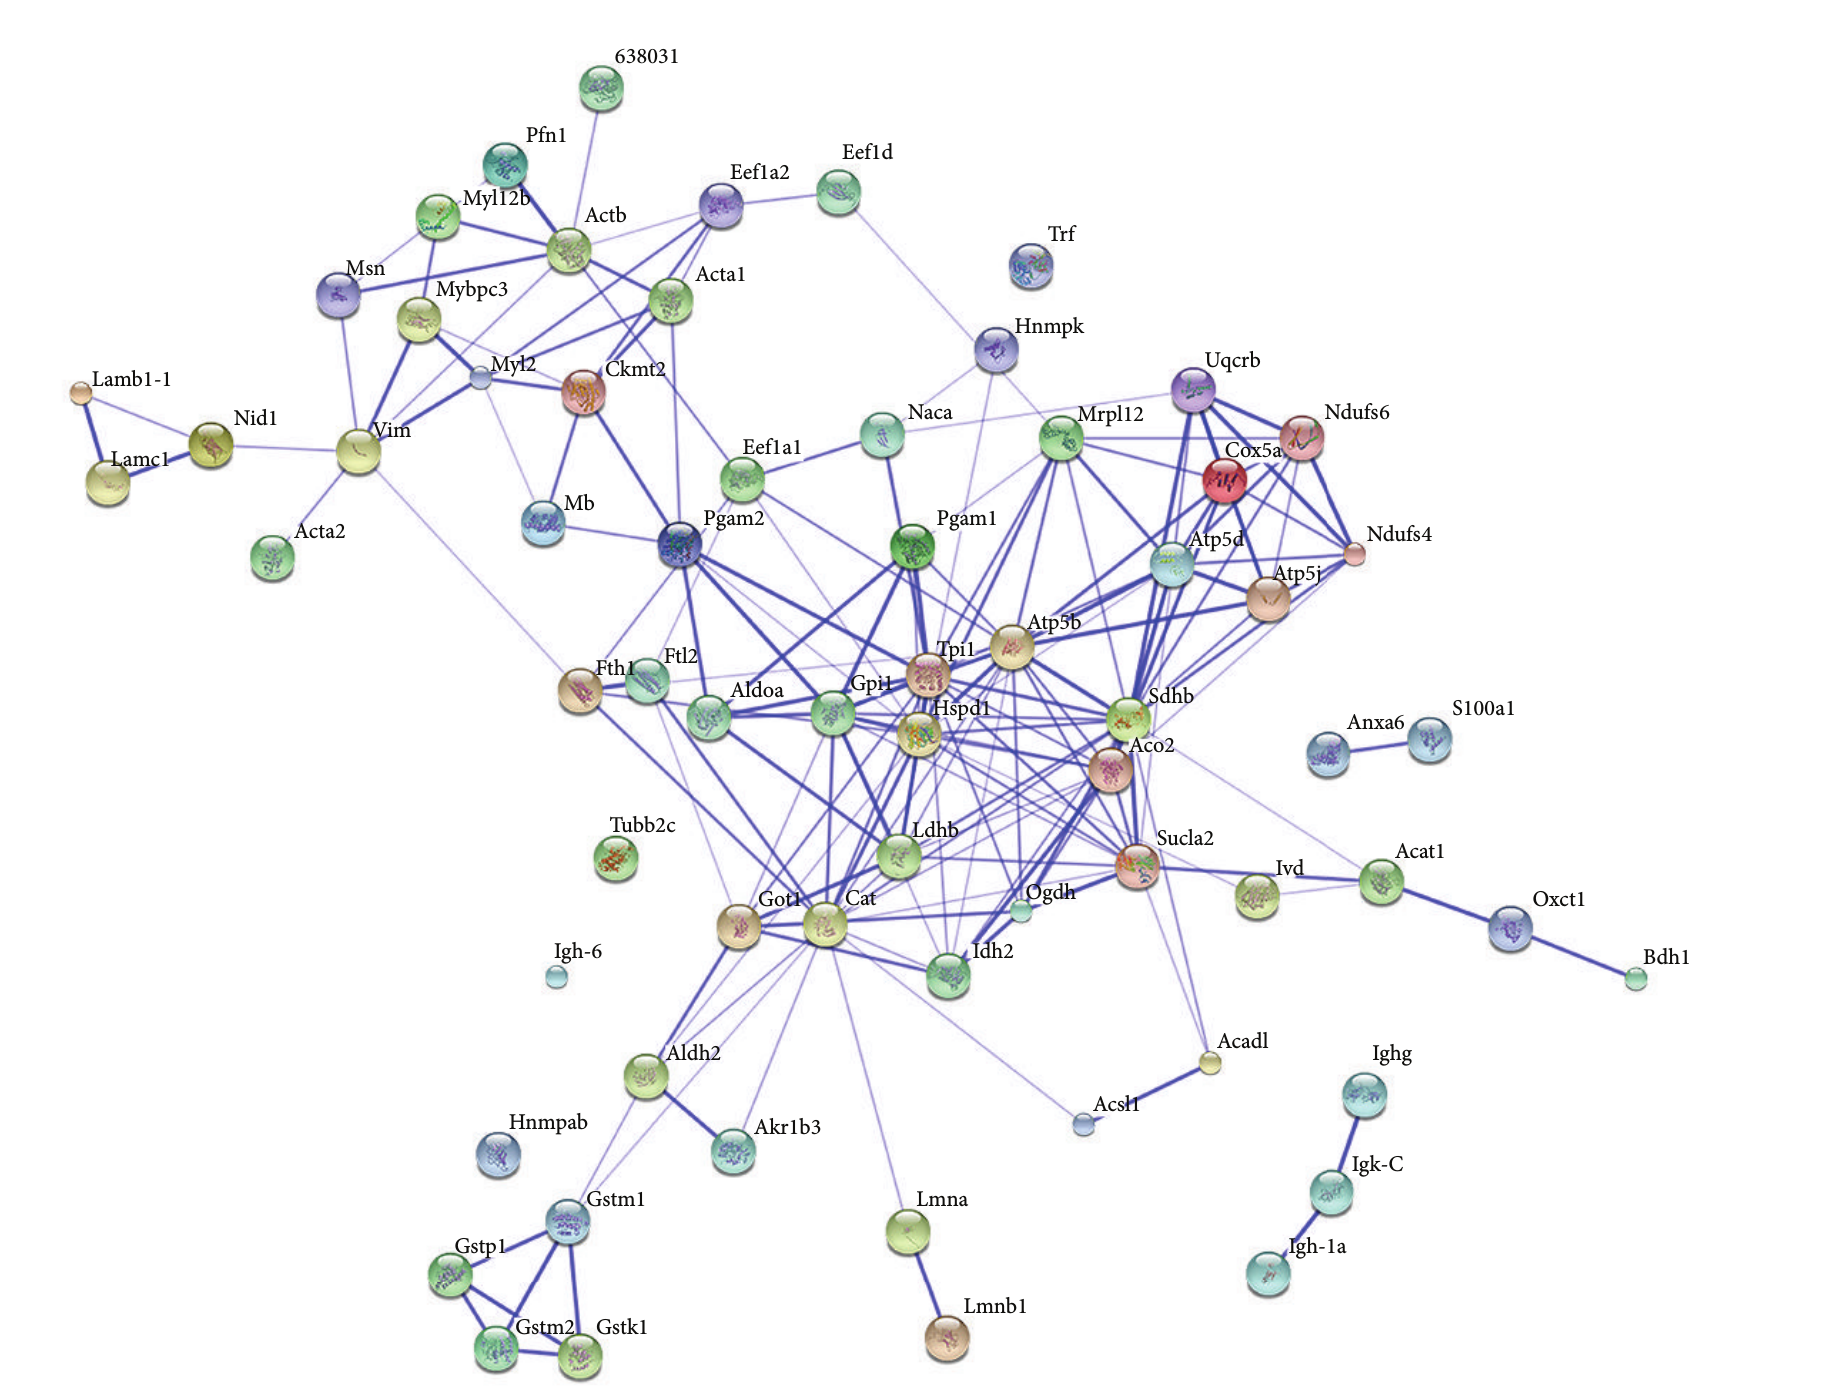 638031
Pfn1
Eef1d
Eef1a2
Myl12b
Actb
Trf
Msn
Acta1
Mybpc3
Hnmpk
Uqcrb
Myl2
Ckmt2
Lamb1-1
Nid1
Naca
Mrpl12
Ndufs6
Vim
Eef1a1
Cox5a
Lamc1
Mb
Pgam2
Pgam1
Acta2
Atp5d
Ndufs4
Atp5j
Atp5b
Tpi1
Fth1
Ftl2
Aldoa
Gpi1
Sdhb
Hspd1
Anxa6
S100a1
Aco2
Tubb2c
Ldhb
Sucla2
Acat1
Ivd
Ogdh
Got1
Cat
Oxct1
Igh-6
Idh2
Bdh1
Acadl
Aldh2
Ighg
Acsl1
Hnmpab
Akr1b3
Igk-C
Gstm1
Lmna
Gstp1
Igh-1a
Lmnb1
Gstm2
Gstk1